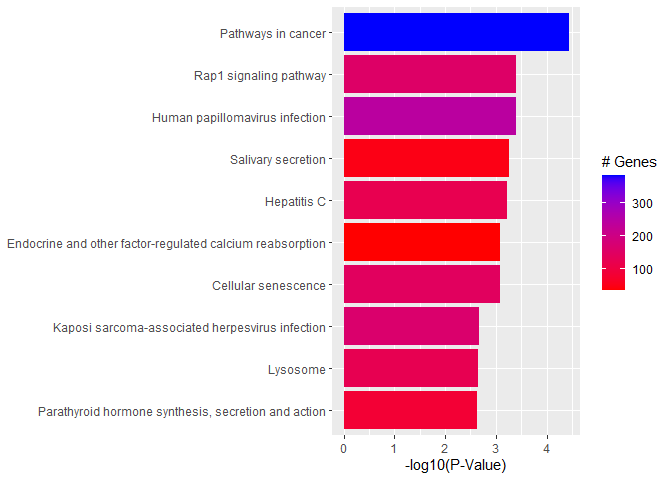 Pathways in cancer
Rap1 signaling pathway
Human papillomavirus infection
Salivary secretion
Hepatitis C
Endocrine and other factor-regulated calcium reabsorption
Cellular senescence
Kaposi sarcoma-associated herpesvirus infection
Lysosome
Parathyroid hormone synthesis, secretion and action
0 1 2 3 4
-log10(P-Value)
# Genes
300
200
100